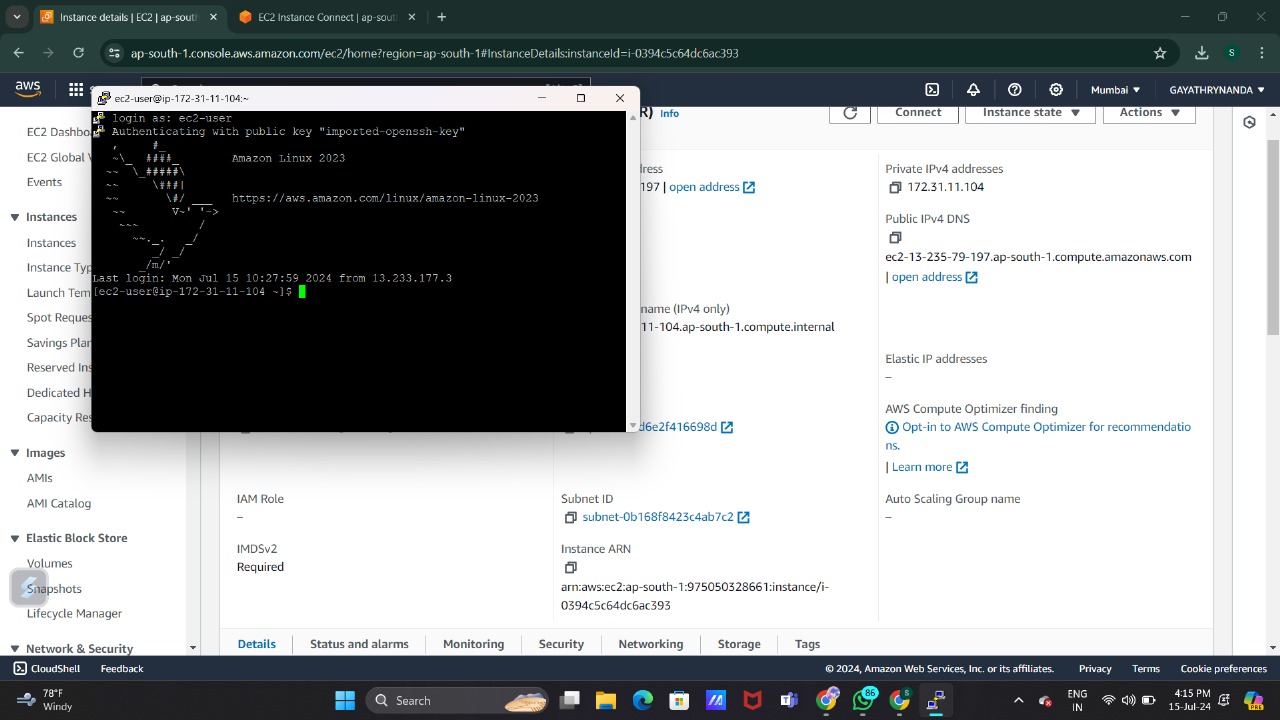 Instance details | EC2 | ap-sout
EC2 Instance Connect | ap-sout
ap-south-1.console.aws.amazon.com/ec2/home?region=ap-south-1#InstanceDetails:instanceId=i-0394c5c64dc6ac393
S
aws
Mumbai
GAYATHRYNANDA
ec2-user@ip-172-31-11-104:~
login as: ec2-user
Authenticating with public key "imported-openssh-key"
,     #_
~\_  ####_        Amazon Linux 2023
~~  \_#####\
~~     \###|
~~       \#/ ___   https://aws.amazon.com/linux/amazon-linux-2023
~~       V~' '->
~~~         /
~~._.   _/
_/ _/
_/m/'
Last login: Mon Jul 15 10:27:59 2024 from 13.233.177.3
[ec2-user@ip-172-31-11-104 ~]$
EC2 Dashbo
EC2 Global V
Events
Instances
Instances
Instance Typ
Launch Tem
Spot Reques
Savings Plan
Reserved Ins
Dedicated H
Capacity Res
Images
AMIs
AMI Catalog
Elastic Block Store
Volumes
Snapshots
Lifecycle Manager
Network & Security
R) Info
Connect
Instance state
Actions
ress
197 | open address
name (IPv4 only)
11-104.ap-south-1.compute.internal
d6e2f416698d
Private IPv4 addresses
172.31.11.104
Public IPv4 DNS
ec2-13-235-79-197.ap-south-1.compute.amazonaws.com
| open address
Elastic IP addresses
–
AWS Compute Optimizer finding
Opt-in to AWS Compute Optimizer for recommendatio
ns.
| Learn more
IAM Role
–
Subnet ID
subnet-0b168f8423c4ab7c2
Auto Scaling Group name
–
IMDSv2
Required
Instance ARN
arn:aws:ec2:ap-south-1:975050328661:instance/i-
0394c5c64dc6ac393
Details
Status and alarms
Monitoring
Security
Networking
Storage
Tags
CloudShell
Feedback
© 2024, Amazon Web Services, Inc. or its affiliates.
Privacy
Terms
Cookie preferences
78°F
Windy
Search
86
ENG
IN
4:15 PM
15-Jul-24
PRE